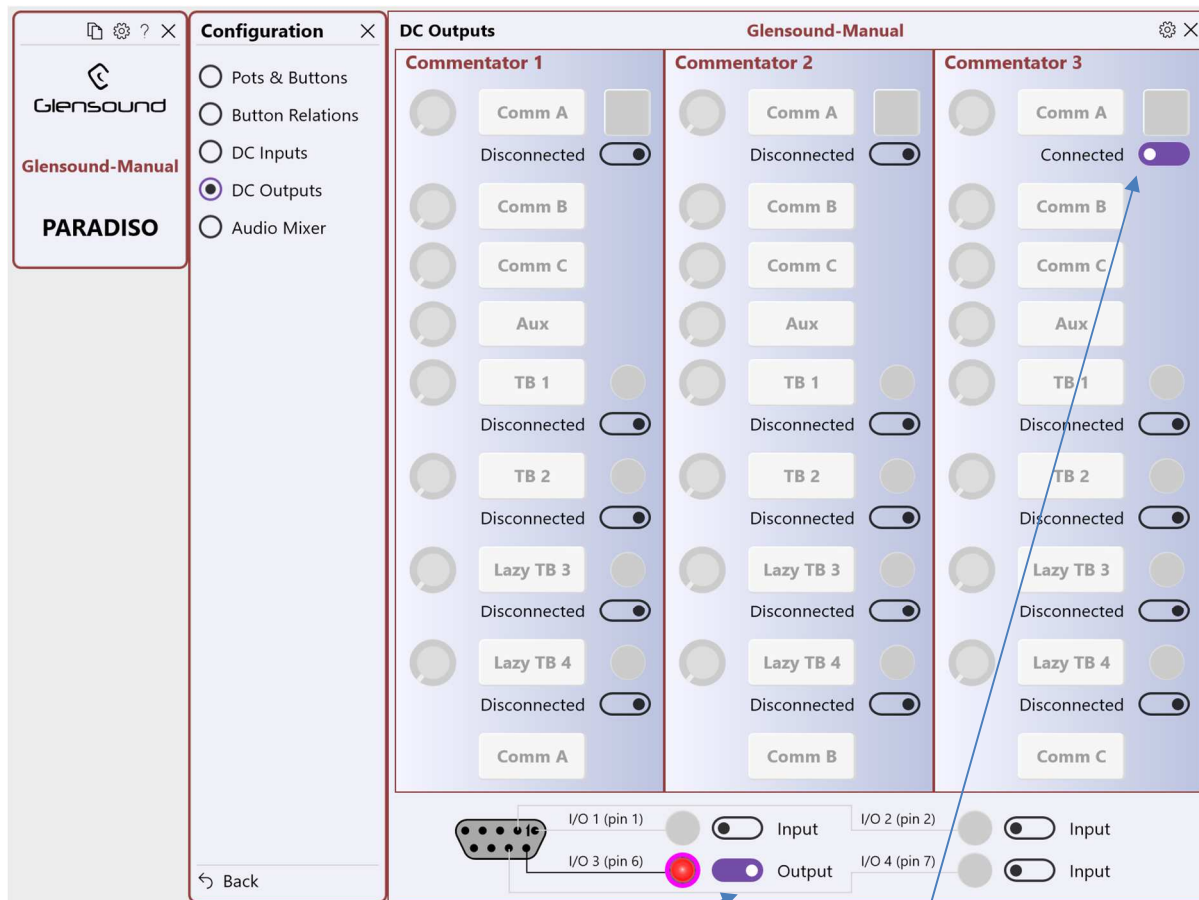 ?
Glensound
Glensound-Manual
PARADISO
Configuration
Pots & Buttons
Button Relations
DC Inputs
DC Outputs
Audio Mixer
Back
DC Outputs
Glensound-Manual
Commentator 1
Comm A
Disconnected
Comm B
Comm C
Aux
TB 1
Disconnected
TB 2
Disconnected
Lazy TB 3
Disconnected
Lazy TB 4
Disconnected
Comm A
Commentator 2
Comm A
Disconnected
Comm B
Comm C
Aux
TB 1
Disconnected
TB 2
Disconnected
Lazy TB 3
Disconnected
Lazy TB 4
Disconnected
Comm B
Commentator 3
Comm A
Connected
Comm B
Comm C
Aux
TB 1
Disconnected
TB 2
Disconnected
Lazy TB 3
Disconnected
Lazy TB 4
Disconnected
Comm C
1
I/O 1 (pin 1)
Input
I/O 2 (pin 2)
Input
I/O 3 (pin 6)
Output
I/O 4 (pin 7)
Input